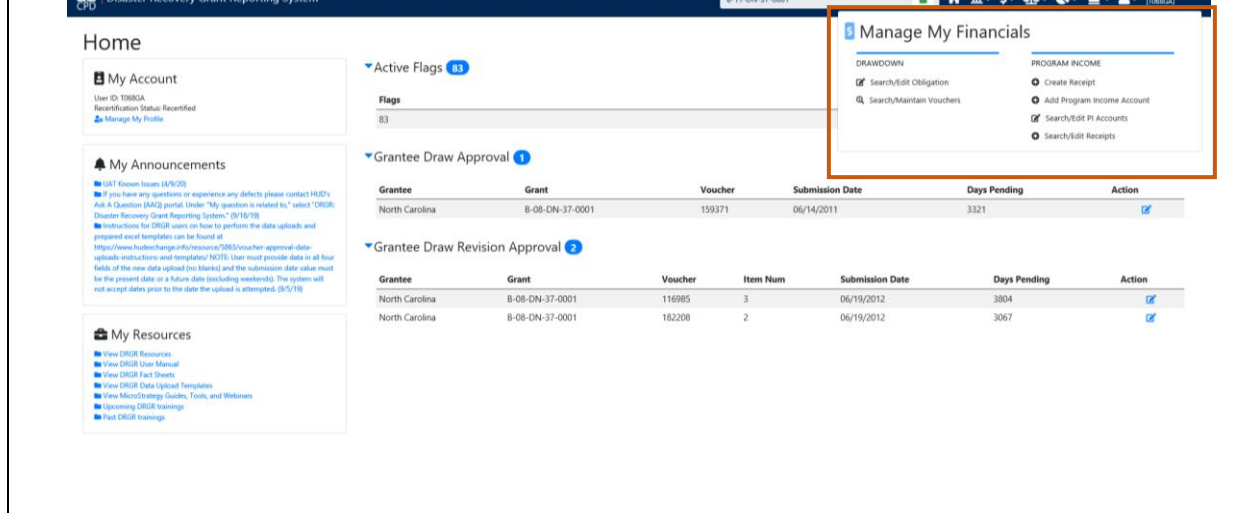 CPD Disaster Recovery Grant Reporting System
B-11-DN-37-0001
[T068GA]
Home
My Account
User ID: T068GA
Recertification Status: Recertified
Manage My Profile
My Announcements
UAT Known Issues (4/9/20)
If you have any questions or experience any defects please contact HUD's
Ask A Question (AAQ) portal. Under "My question is related to," select "DRGR:
Disaster Recovery Grant Reporting System." (9/18/19)
Instructions for DRGR users on how to perform the data uploads and
prepared excel templates can be found at
https://www.hudexchange.info/resource/5863/voucher-approval-data-
uploads-instructions-and-templates/ NOTE: User must provide data in all four
fields of the new data upload (no blanks) and the submission date value must
be the present date or a future date (excluding weekends). The system will
not accept dates prior to the date the upload is attempted. (9/5/19)
My Resources
View DRGR Resources
View DRGR User Manual
View DRGR Fact Sheets
View DRGR Data Upload Templates
View MicroStrategy Guides, Tools, and Webinars
Upcoming DRGR trainings
Past DRGR trainings
Active Flags 83
Flags
83
Grantee Draw Approval 1
Grantee Grant Voucher Submission Date Days Pending Action
North Carolina B-08-DN-37-0001 159371 06/14/2011 3321
Grantee Draw Revision Approval 2
Grantee Grant Voucher Item Num Submission Date Days Pending Action
North Carolina B-08-DN-37-0001 116985 3 06/19/2012 3804
North Carolina B-08-DN-37-0001 182208 2 06/19/2012 3067
Manage My Financials
DRAWDOWN
Search/Edit Obligation
Search/Maintain Vouchers
PROGRAM INCOME
Create Receipt
Add Program Income Account
Search/Edit PI Accounts
Search/Edit Receipts